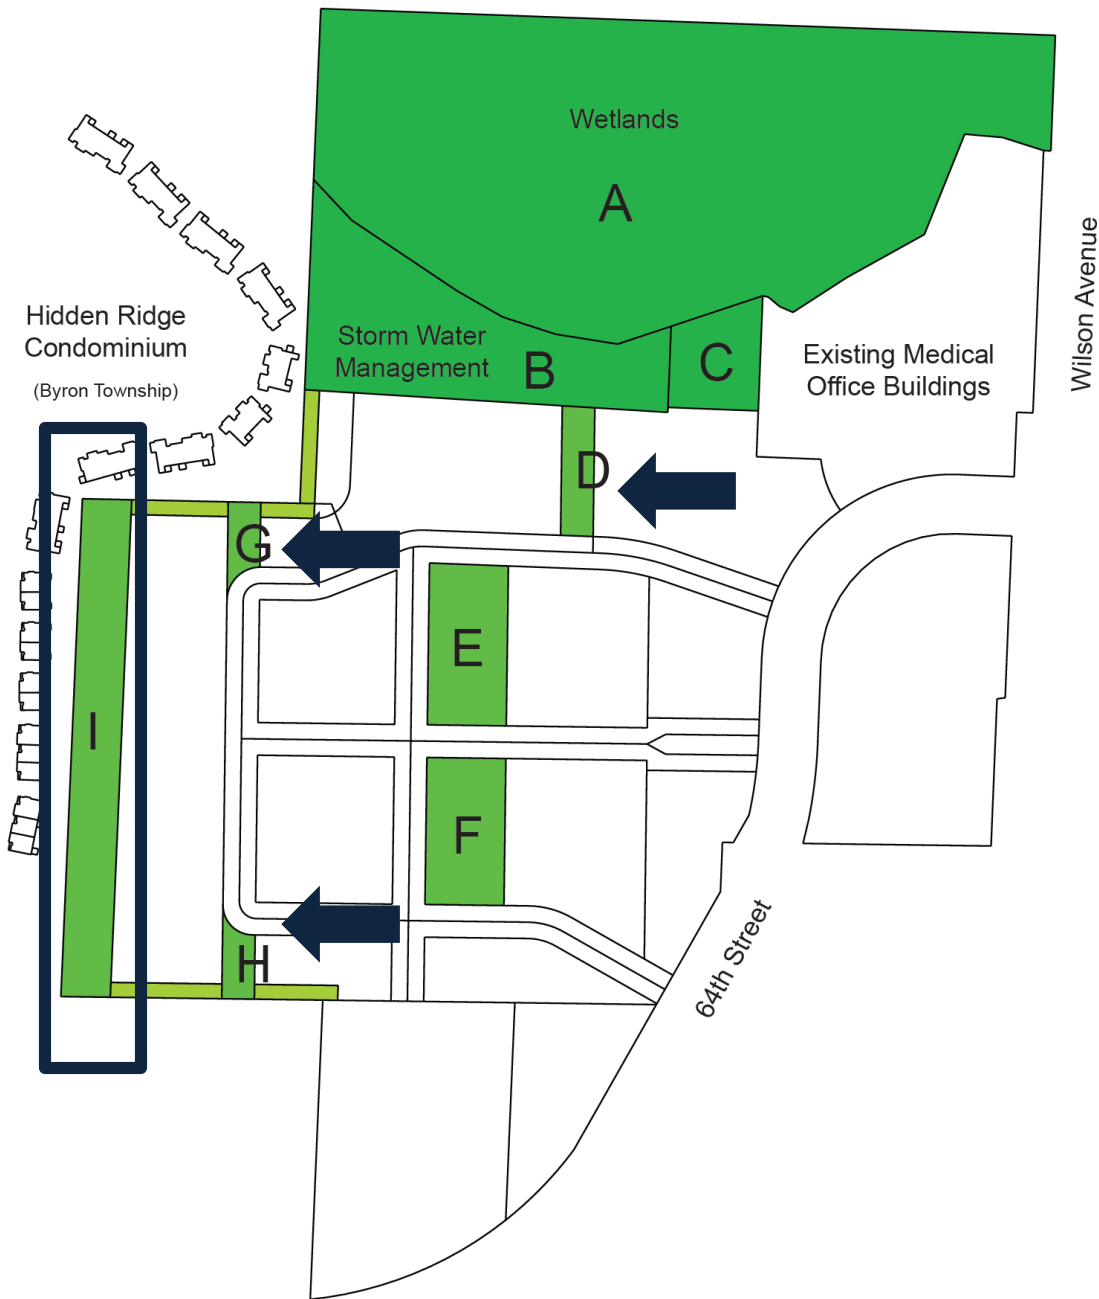 Wetlands
A
Wilson Avenue
Hidden Ridge
Condominium
(Byron Township)
Storm Water
Management
B
C
Existing Medical
Office Buildings
D
G
E
I
F
H
64th Street